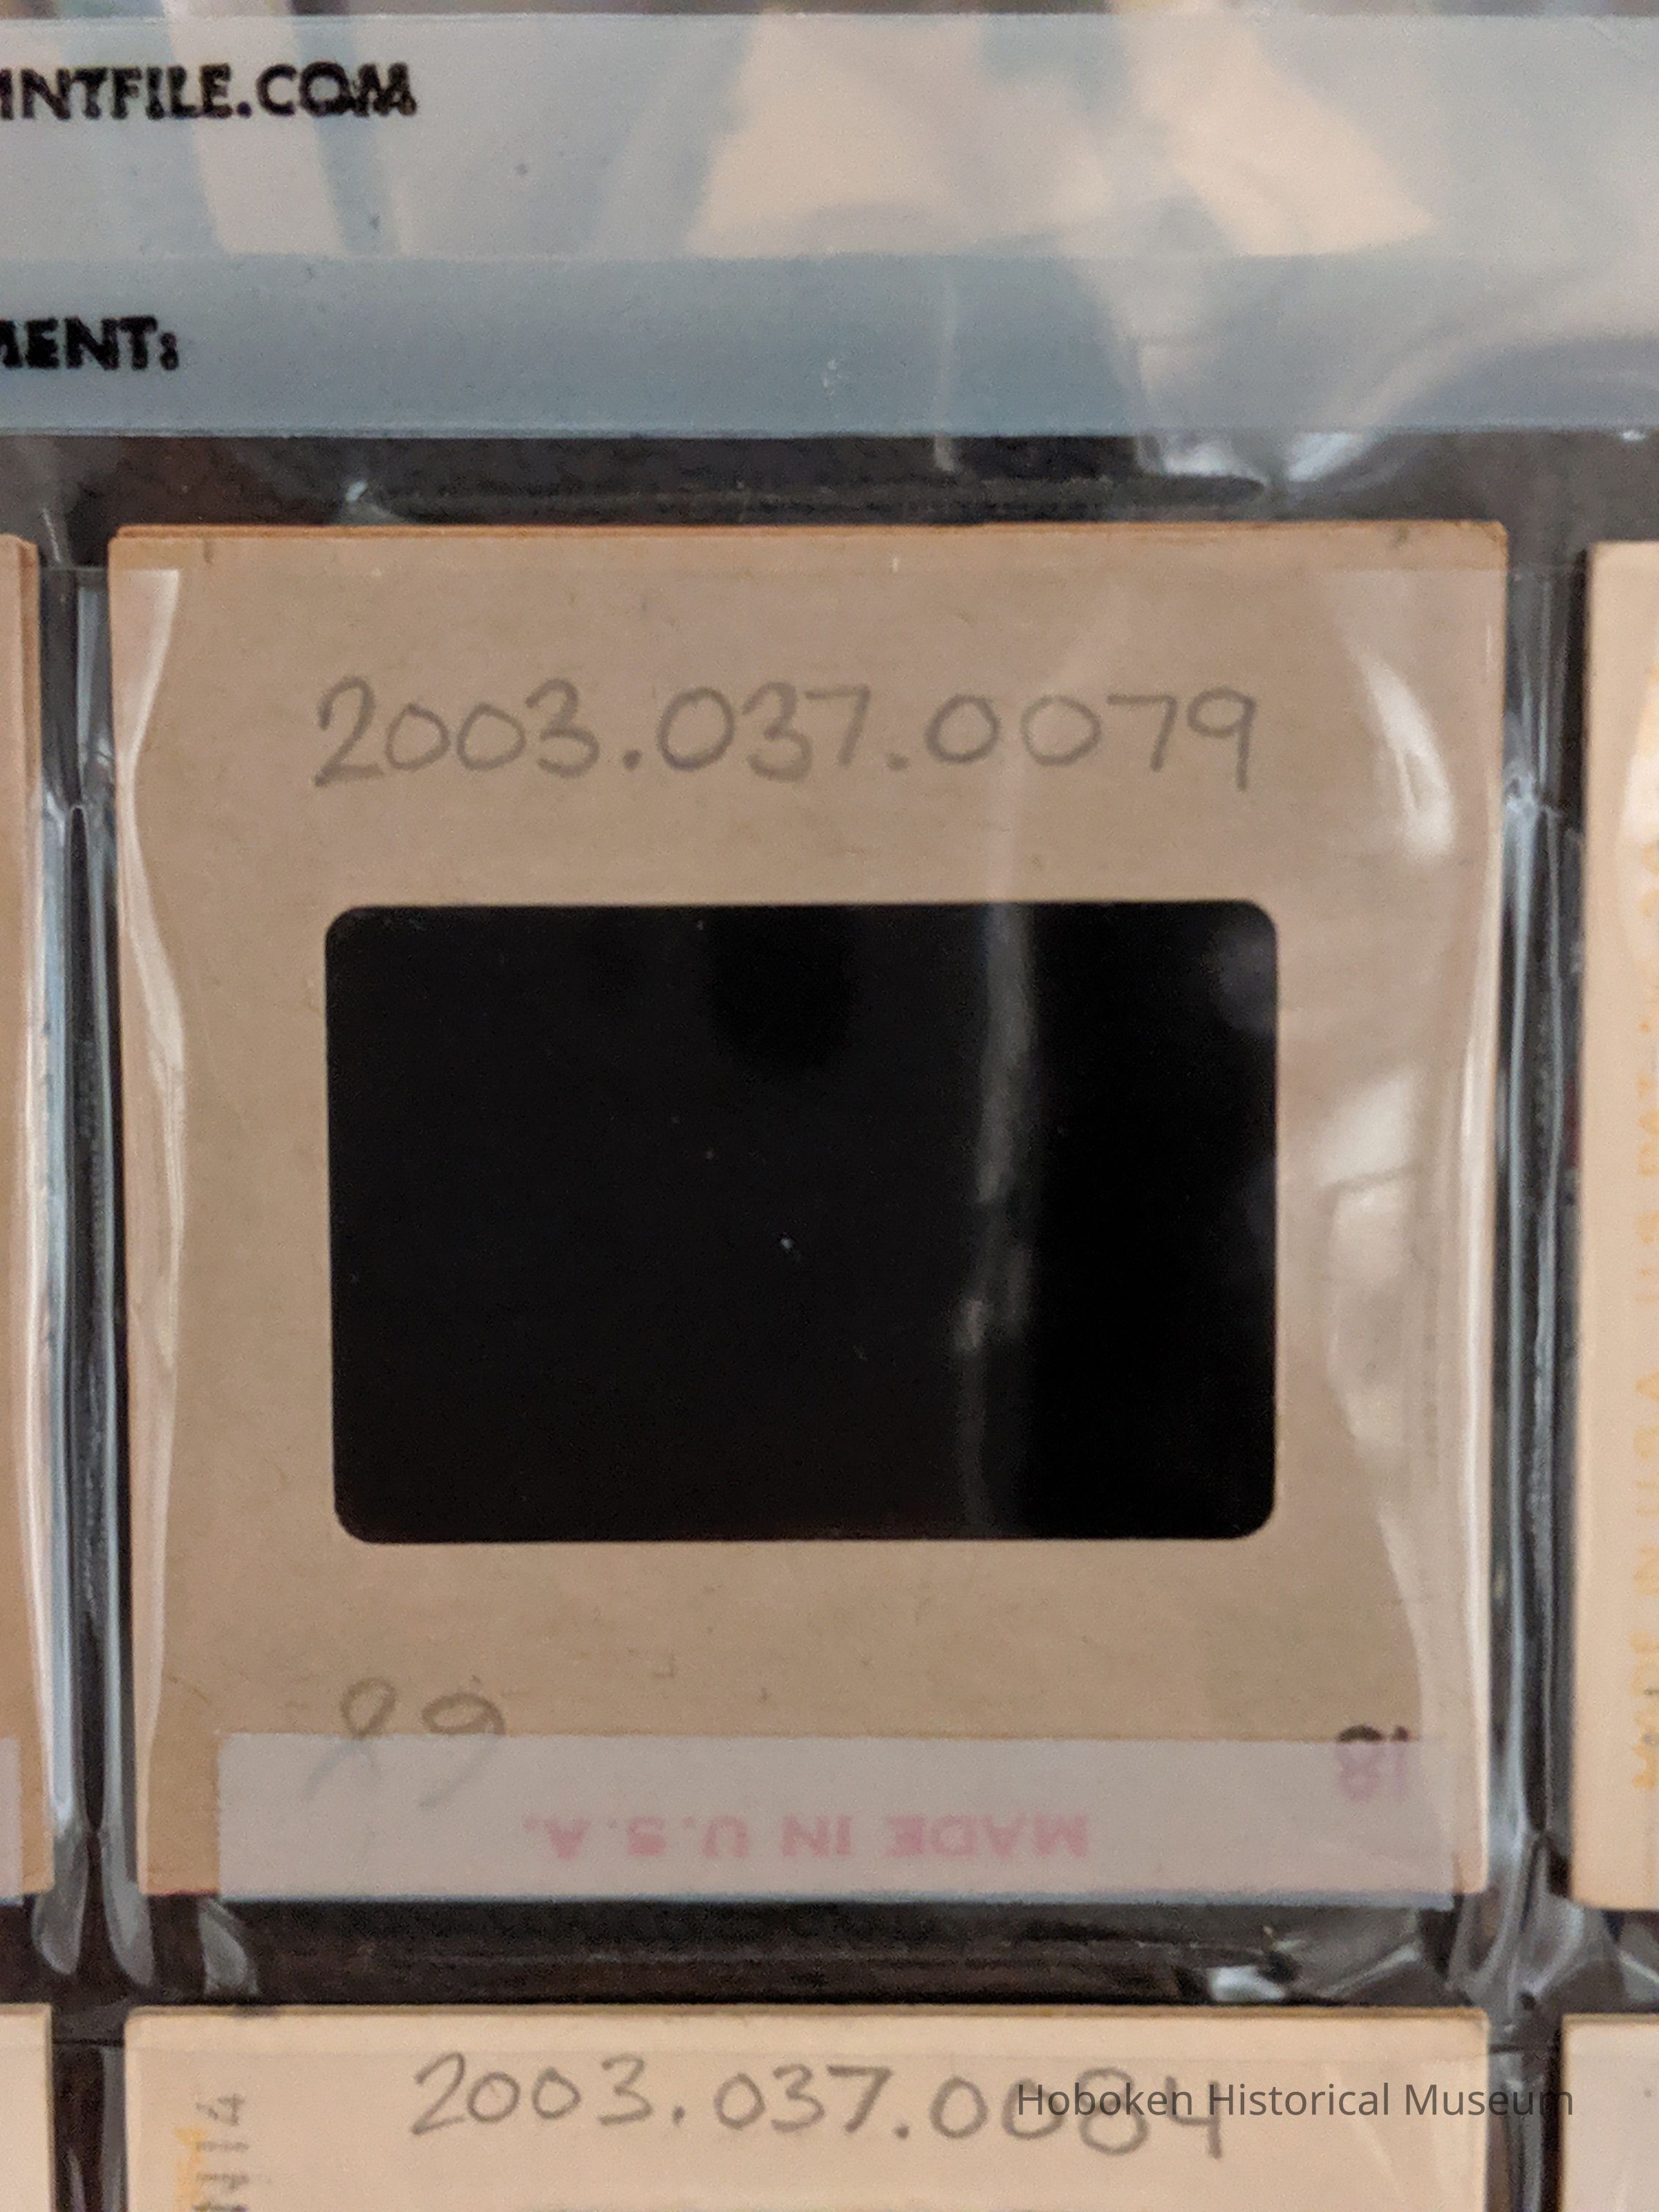 INTFILE.COM
MENT:
2003.037.0079
89
18
MADE IN U.S.A.
2003.037.0084
Hoboken Historical Museum